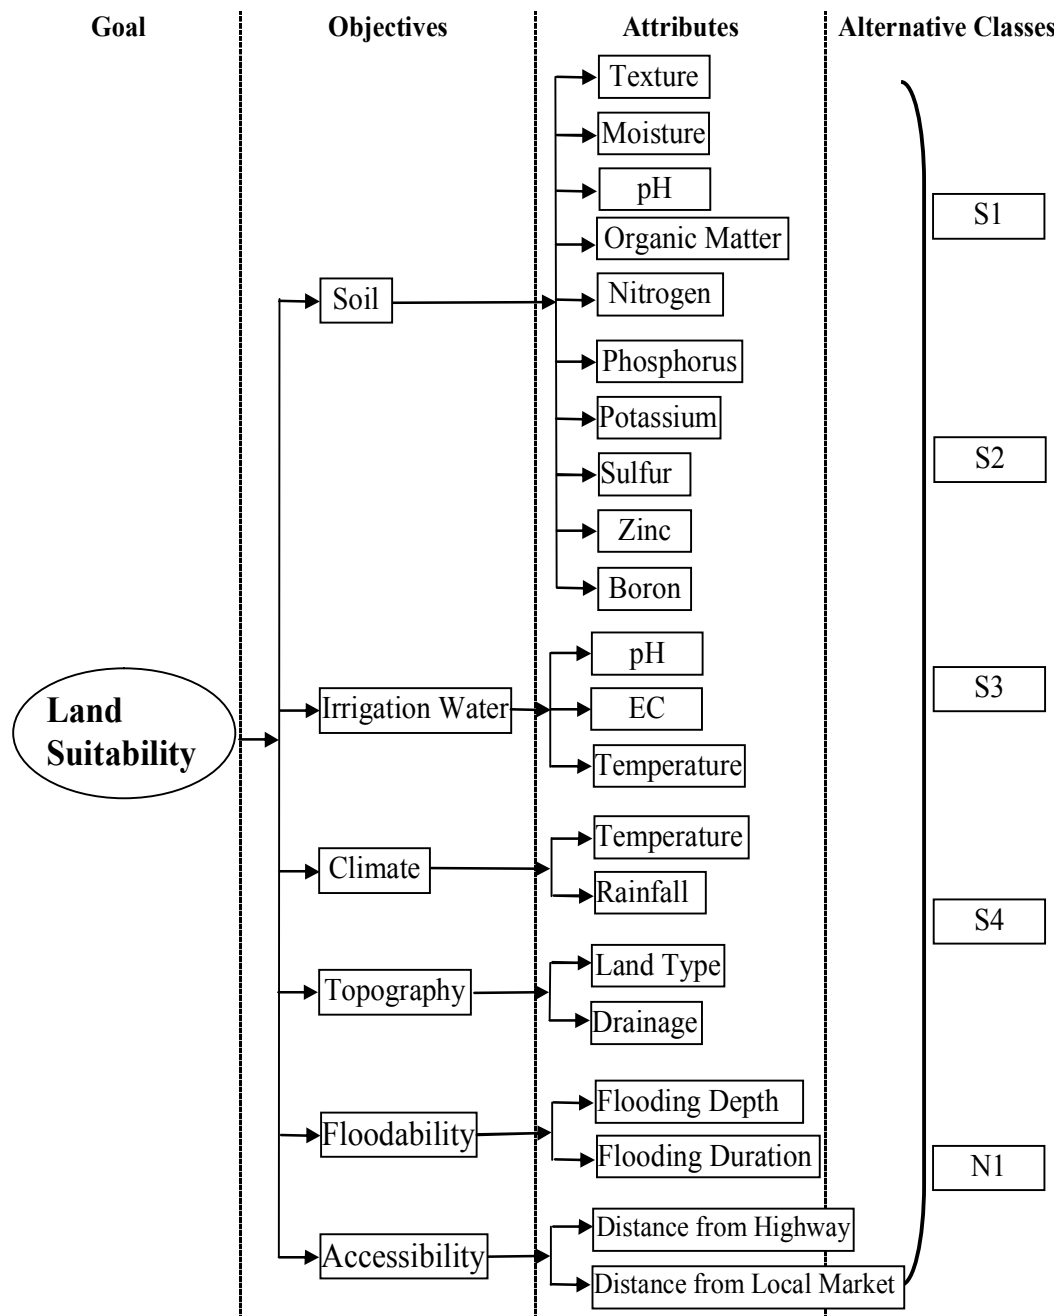 Goal
Objectives
Attributes
Alternative Classes
Texture
Moisture
pH
S1
Organic Matter
Soil
Nitrogen
Phosphorus
Potassium
S2
Sulfur
Zinc
Boron
Land
Suitability
Irrigation Water
pH
EC
S3
Temperature
Climate
Temperature
Rainfall
S4
Topography
Land Type
Drainage
Floodability
Flooding Depth
Flooding Duration
N1
Accessibility
Distance from Highway
Distance from Local Market